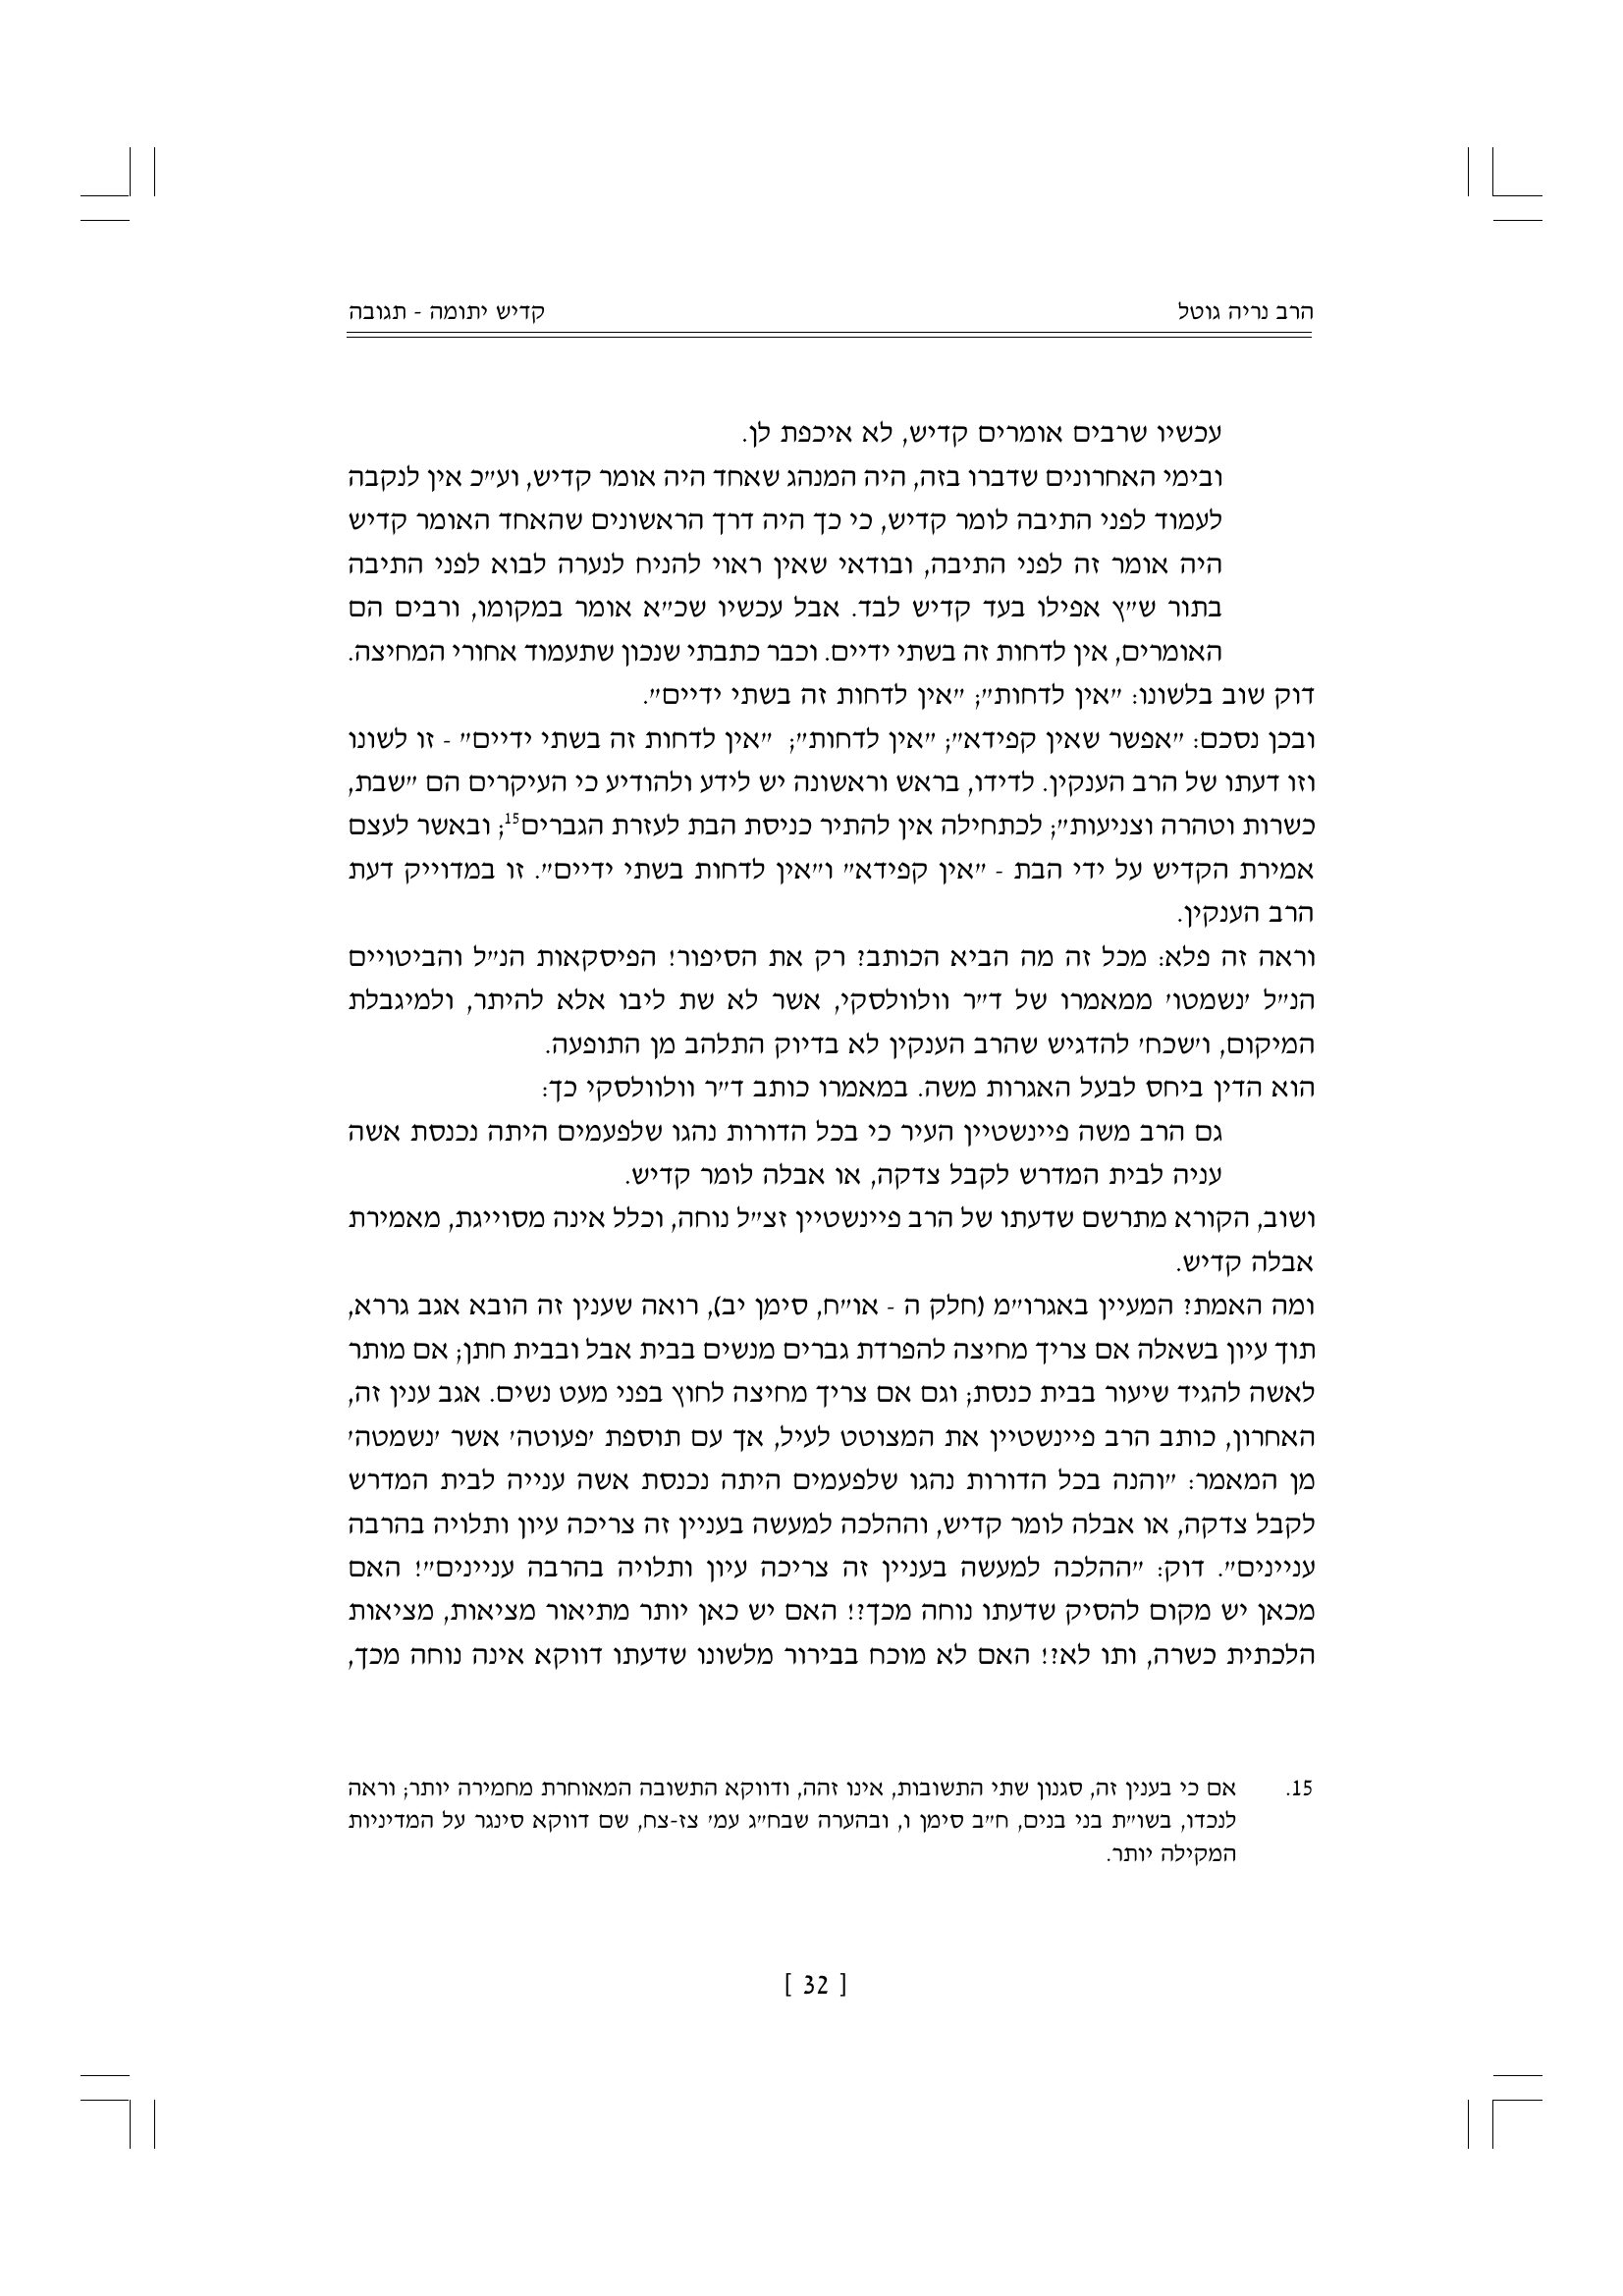 הרב נריה גוטל
קדיש יתומה - תגובה
עכשיו שרבים אומרים קדיש, לא איכפת לן.
ובימי האחרונים שדברו בזה, היה המנהג שאחד היה אומר קדיש, וע״כ אין לנקבה
לעמוד לפני התיבה לומר קדיש, כי כך היה דרך הראשונים שהאחד האומר קדיש
היה אומר זה לפני התיבה, ובודאי שאין ראוי להניח לנערה לבוא לפני התיבה
בתור ש״ץ אפילו בעד קדיש לבד. אבל עכשיו שכ״א אומר במקומו, ורבים הם
האומרים, אין לדחות זה בשתי ידיים. וכבר כתבתי שנכון שתעמוד אחורי המחיצה.
דוק שוב בלשונו: ״אין לדחות״; ״אין לדחות זה בשתי ידיים״.
ובכן נסכם: ״אפשר שאין קפידא״; ״אין לדחות״; ״אין לדחות זה בשתי ידיים״ - זו לשונו
וזו דעתו של הרב הענקין. לדידו, בראש וראשונה יש לידע ולהודיע כי העיקרים הם ״שבת,
כשרות וטהרה וצניעות״; לכתחילה אין להתיר כניסת הבת לעזרת הגברים15; ובאשר לעצם
אמירת הקדיש על ידי הבת - ״אין קפידא״ ו״אין לדחות בשתי ידיים״. זו במדוייק דעת
הרב הענקין.
וראה זה פלא: מכל זה מה הביא הכותב? רק את הסיפור! הפיסקאות הנ״ל והביטויים
הנ״ל ׳נשמטו׳ ממאמרו של ד״ר וולוולסקי, אשר לא שת ליבו אלא להיתר, ולמיגבלת
המיקום, ו׳שכח׳ להדגיש שהרב הענקין לא בדיוק התלהב מן התופעה.
הוא הדין ביחס לבעל האגרות משה. במאמרו כותב ד״ר וולוולסקי כך:
גם הרב משה פיינשטיין העיר כי בכל הדורות נהגו שלפעמים היתה נכנסת אשה
עניה לבית המדרש לקבל צדקה, או אבלה לומר קדיש.
ושוב, הקורא מתרשם שדעתו של הרב פיינשטיין זצ״ל נוחה, וכלל אינה מסוייגת, מאמירת
אבלה קדיש.
ומה האמת? המעיין באגרו״מ (חלק ה - או״ח, סימן יב), רואה שענין זה הובא אגב גררא,
תוך עיון בשאלה אם צריך מחיצה להפרדת גברים מנשים בבית אבל ובבית חתן; אם מותר
לאשה להגיד שיעור בבית כנסת; וגם אם צריך מחיצה לחוץ בפני מעט נשים. אגב ענין זה,
האחרון, כותב הרב פיינשטיין את המצוטט לעיל, אך עם תוספת ׳פעוטה׳ אשר ׳נשמטה׳
מן המאמר: ״והנה בכל הדורות נהגו שלפעמים היתה נכנסת אשה ענייה לבית המדרש
לקבל צדקה, או אבלה לומר קדיש, וההלכה למעשה בעניין זה צריכה עיון ותלויה בהרבה
עניינים״. דוק: ״ההלכה למעשה בעניין זה צריכה עיון ותלויה בהרבה עניינים״! האם
מכאן יש מקום להסיק שדעתו נוחה מכך?! האם יש כאן יותר מתיאור מציאות, מציאות
הלכתית כשרה, ותו לא?! האם לא מוכח בבירור מלשונו שדעתו דווקא אינה נוחה מכך,
15. אם כי בענין זה, סגנון שתי התשובות, אינו זהה, ודווקא התשובה המאוחרת מחמירה יותר; וראה
לנכדו, בשו״ת בני בנים, ח״ב סימן ו, ובהערה שבח״ג עמ׳ צז-צח, שם דווקא סינגר על המדיניות
המקילה יותר.
[ 32 ]